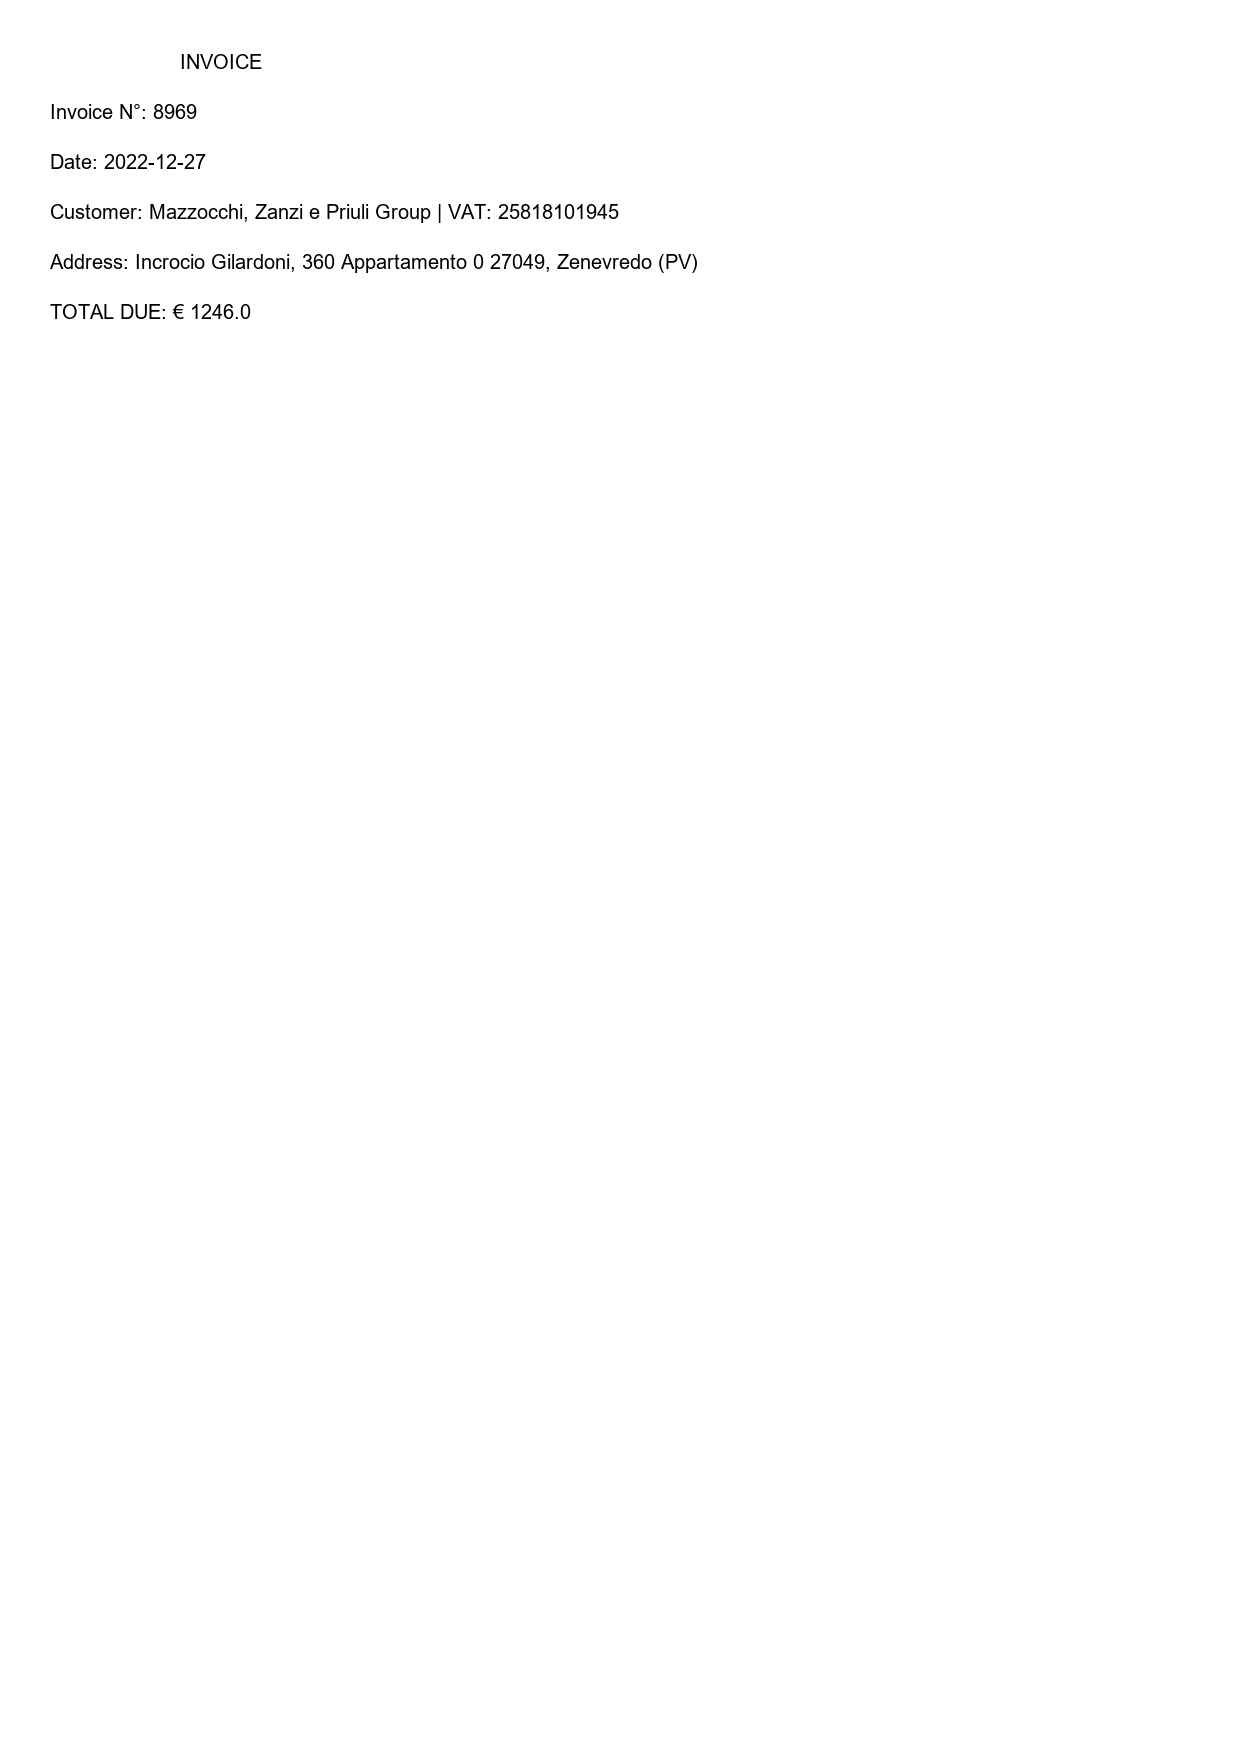 INVOICE
Invoice N°: 8969
Date: 2022-12-27
Customer: Mazzocchi, Zanzi e Priuli Group | VAT: 25818101945
Address: Incrocio Gilardoni, 360 Appartamento 0 27049, Zenevredo (PV)
TOTAL DUE: € 1246.0